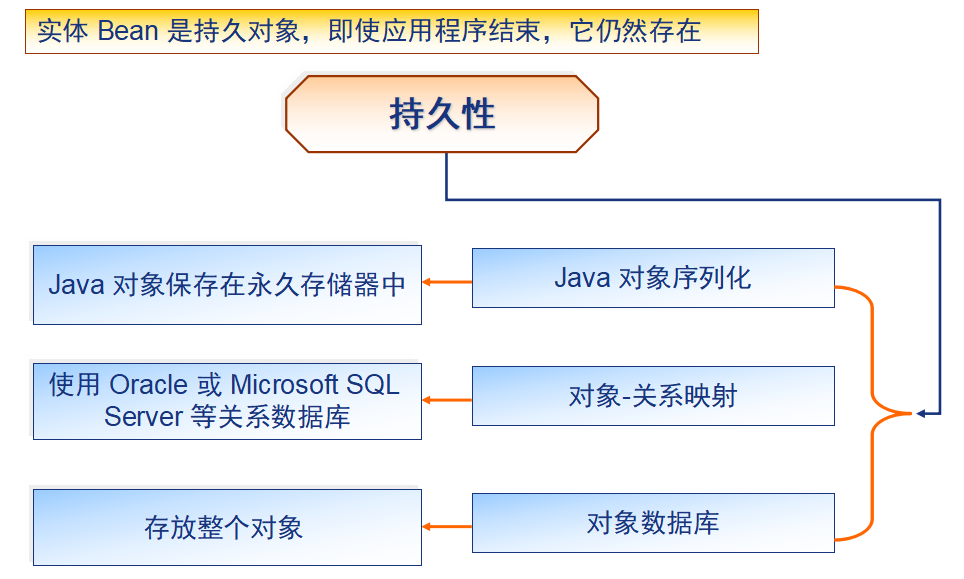 实体 Bean 是持久对象，即使应用程序结束，它仍然存在
持久性
Java 对象保存在永久存储器中
Java 对象序列化
使用 Oracle 或 Microsoft SQL
Server 等关系数据库
对象-关系映射
存放整个对象
对象数据库